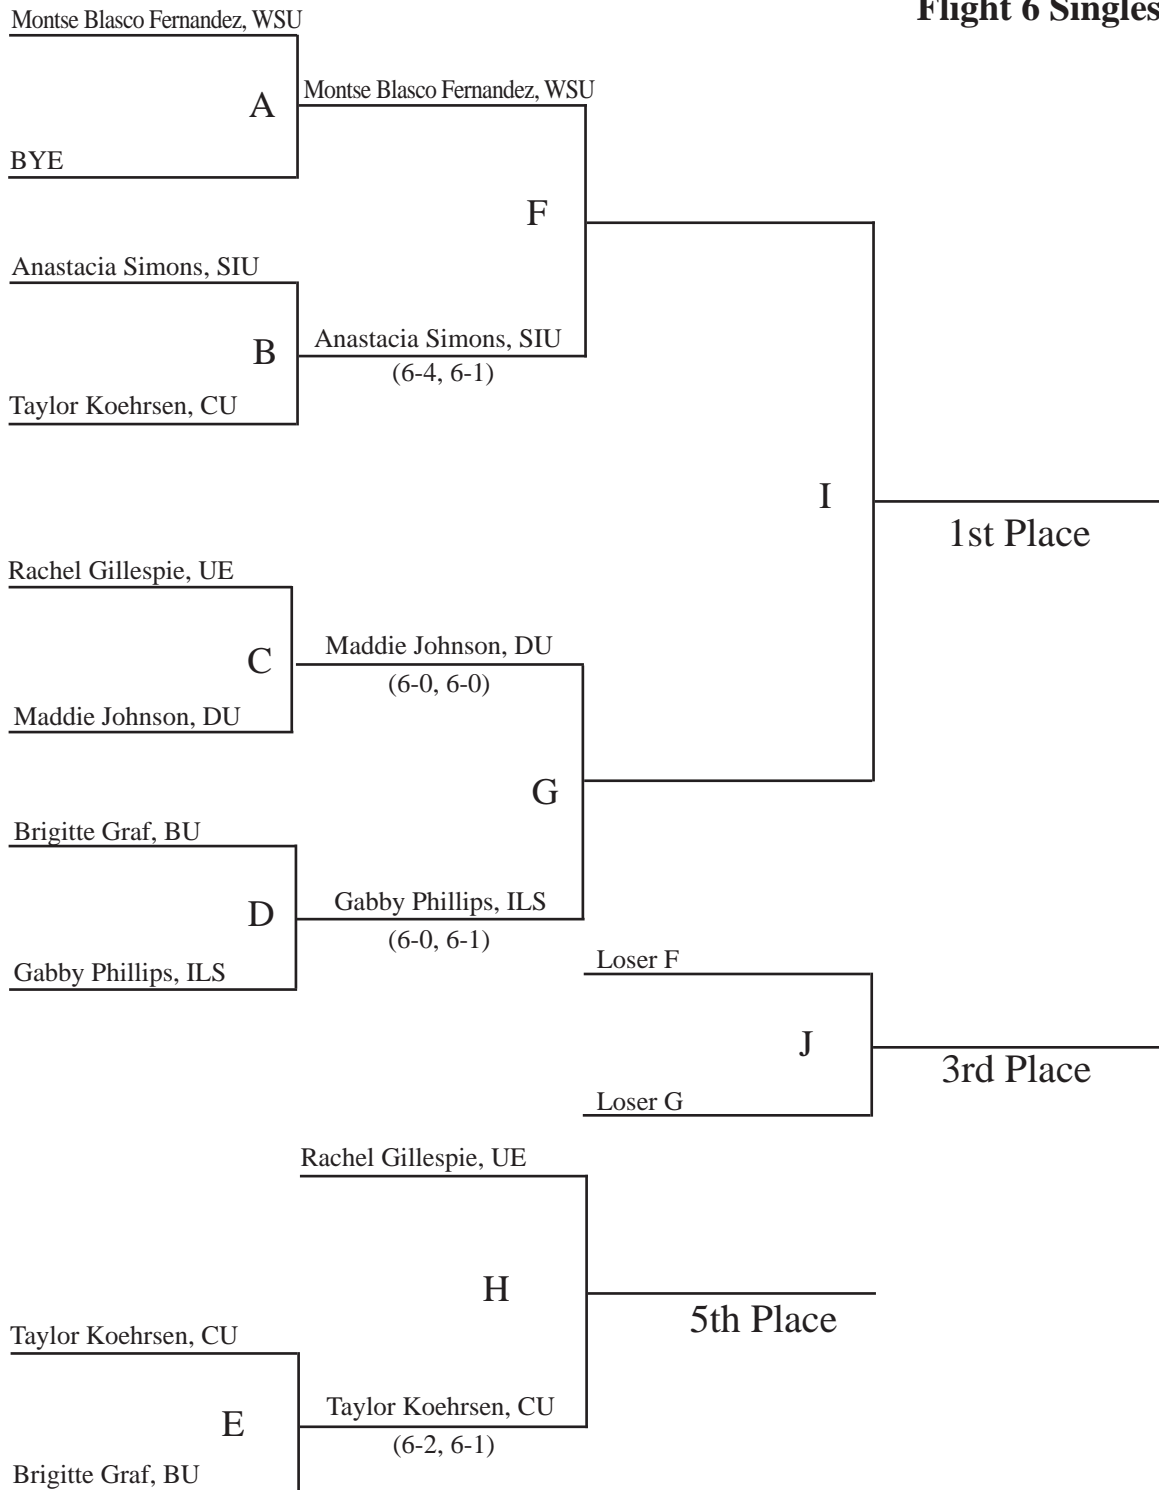 Flight 6 Singles
Montse Blasco Fernandez, WSU
A
Montse Blasco Fernandez, WSU
BYE
F
Anastacia Simons, SIU
B
Anastacia Simons, SIU
(6-4, 6-1)
Taylor Koehrsen, CU
I
1st Place
Rachel Gillespie, UE
C
Maddie Johnson, DU
(6-0, 6-0)
Maddie Johnson, DU
G
Brigitte Graf, BU
D
Gabby Phillips, ILS
(6-0, 6-1)
Gabby Phillips, ILS
Loser F
J
3rd Place
Loser G
Rachel Gillespie, UE
H
5th Place
Taylor Koehrsen, CU
E
Taylor Koehrsen, CU
(6-2, 6-1)
Brigitte Graf, BU